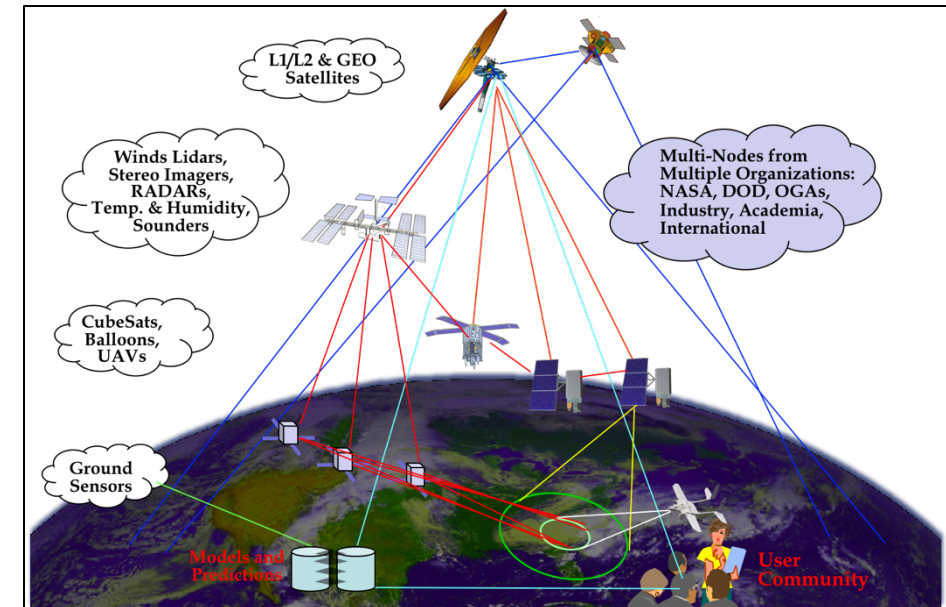 L1/L2 & GEO
Satellites
Winds Lidars,
Stereo Imagers,
RADARs,
Temp. & Humidity,
Sounders
Multi-Nodes from
Multiple Organizations:
NASA, DOD, OGAs,
Industry, Academia,
International
CubeSats,
Balloons,
UAVs
Ground
Sensors
Models and
Predictions
User
Community